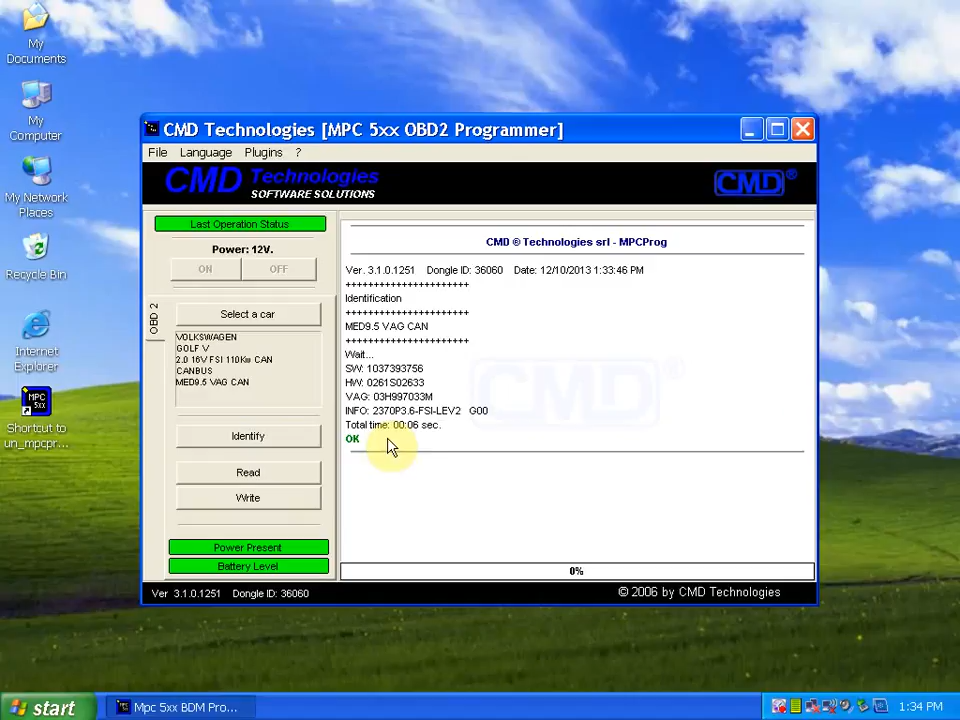 My
Documents
My
Computer
My Network
Places
Recycle Bin
Internet
Explorer
MPC
5xx
Shortcut to
un_mpcpr...
CMD Technologies [MPC 5xx OBD2 Programmer]
File Language Plugins ?
CMD Technologies
SOFTWARE SOLUTIONS
CMD ®
Last Operation Status
Power: 12V.
ON OFF
OBD 2
Select a car
VOLKSWAGEN
GOLF V
2.0 16V FSI 110Kw CAN
CANBUS
MED9.5 VAG CAN
Identify
Read
Write
Power Present
Battery Level
CMD ® Technologies srl - MPCProg
Ver. 3.1.0.1251 Dongle ID: 36060 Date: 12/10/2013 1:33:46 PM
++++++++++++++++++++++
Identification
++++++++++++++++++++++
MED9.5 VAG CAN
++++++++++++++++++++++
Wait...
SW: 1037393756
HW: 0261S02633
VAG: 03H997033M
INFO: 2370P3.6-FSI-LEV2 G00
Total time: 00:06 sec.
OK
CMD ®
0%
Ver 3.1.0.1251 Dongle ID: 36060
© 2006 by CMD Technologies
start
Mpc 5xx BDM Pro...
1:34 PM